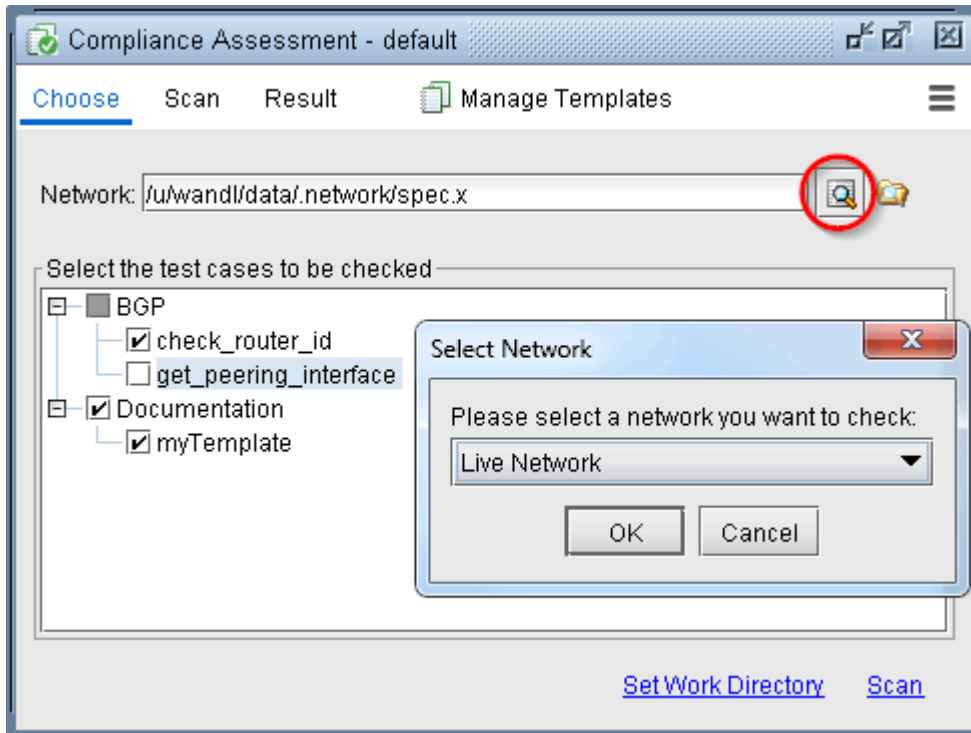 Compliance Assessment - default
Choose Scan Result Manage Templates
Network: /u/wandl/data/.network/spec.x
Select the test cases to be checked
BGP
check_router_id
get_peering_interface
Documentation
myTemplate
Select Network
Please select a network you want to check:
Live Network
OK Cancel
Set Work Directory Scan